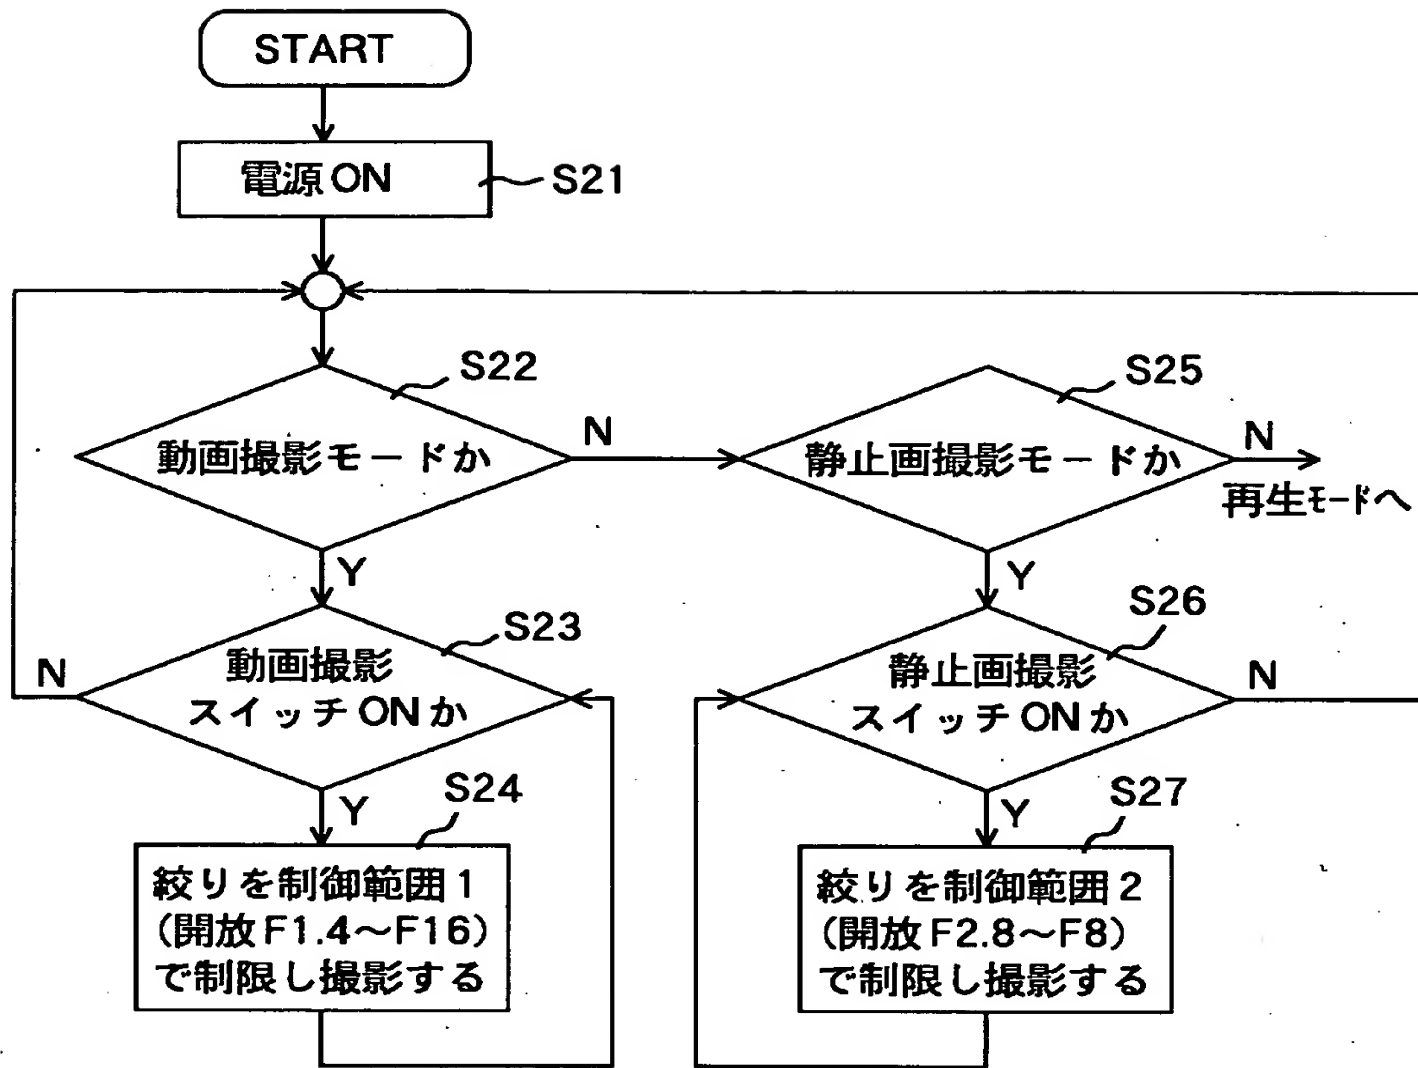 START
電源ON
S21
S22
動画撮影モードか
N
Y
S25
静止画撮影モードか
N
再生モードへ
Y
S23
動画撮影
スイッチONか
N
Y
S26
静止画撮影
スイッチONか
N
Y
S24
絞りを制御範囲1
(開放F1.4～F16)
で制限し撮影する
S27
絞りを制御範囲2
(開放F2.8～F8)
で制限し撮影する